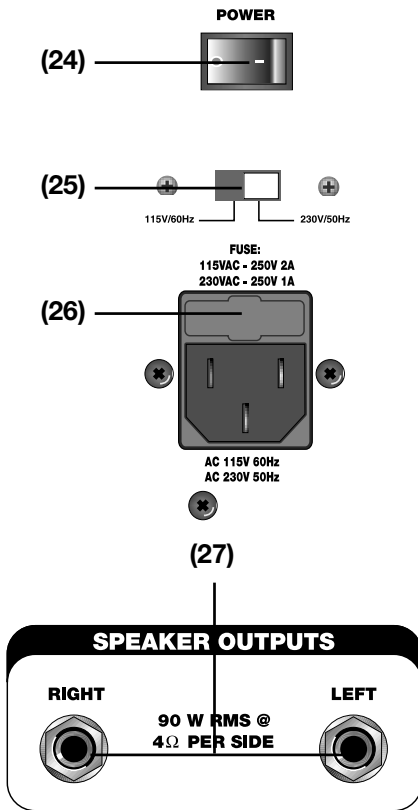 POWER
(24)
(25)
115V/60Hz 230V/50Hz
FUSE:
115VAC - 250V 2A
230VAC - 250V 1A
(26)
AC 115V 60Hz
AC 230V 50Hz
(27)
SPEAKER OUTPUTS
RIGHT LEFT
90 W RMS @
4Ω PER SIDE